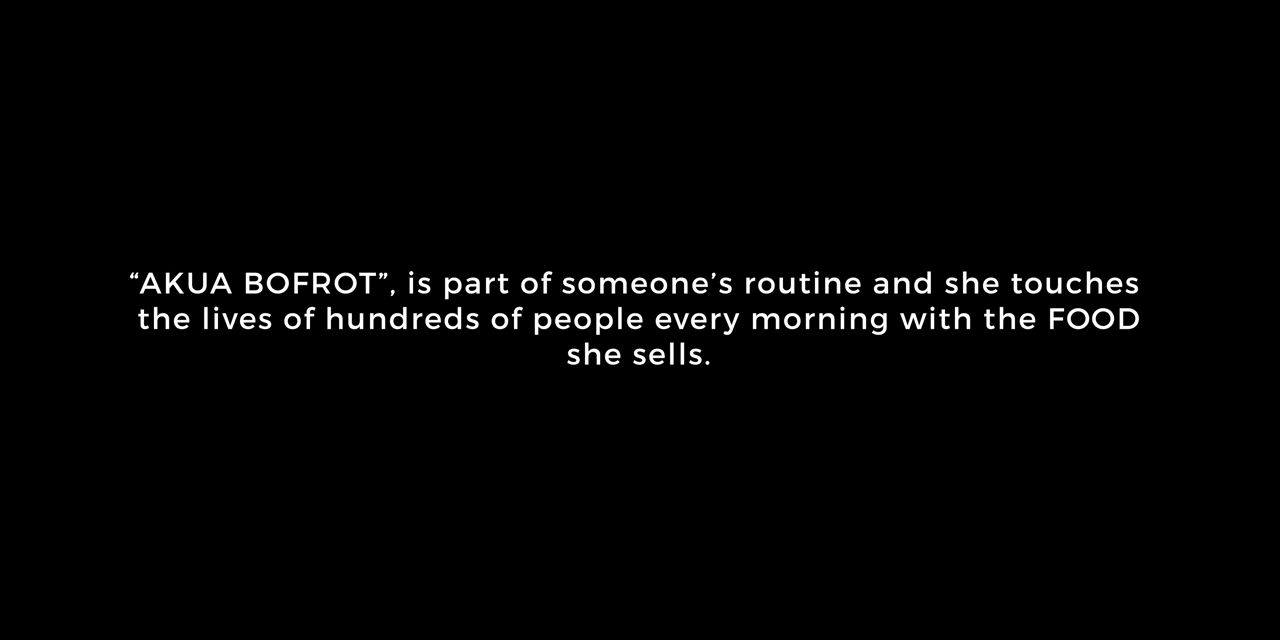 “AKUA BOFROT”, is part of someone’s routine and she touches
the lives of hundreds of people every morning with the FOOD
she sells.